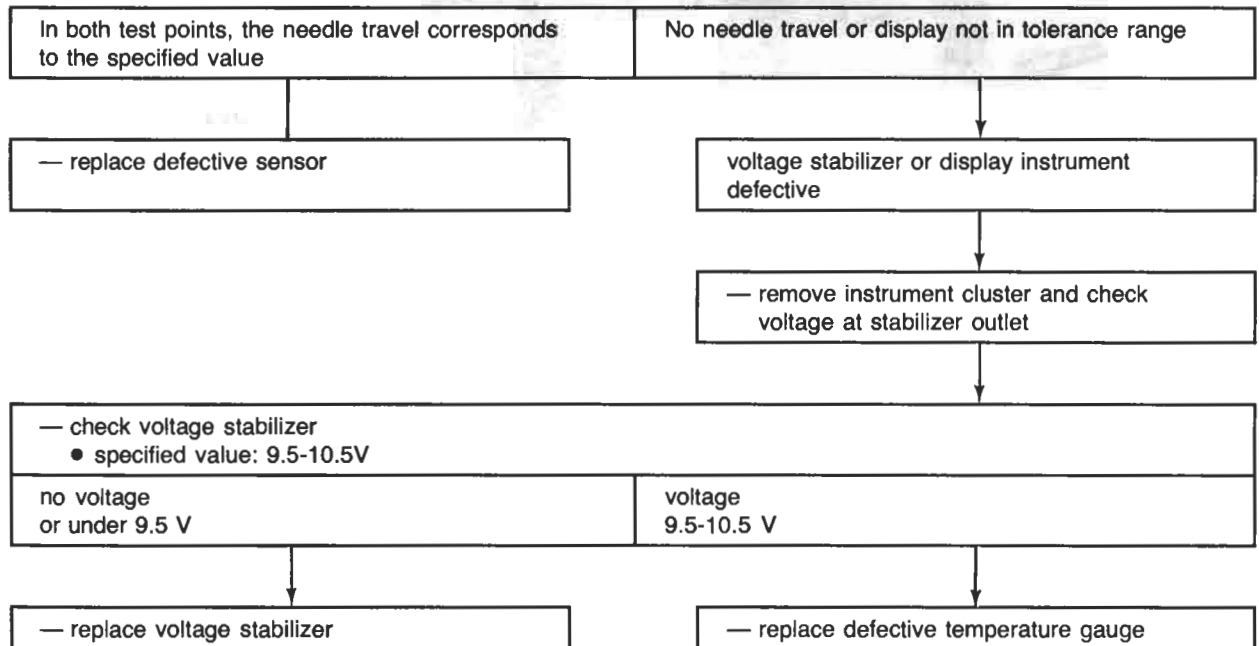 In both test points, the needle travel corresponds
to the specified value
No needle travel or display not in tolerance range
— replace defective sensor
voltage stabilizer or display instrument
defective
— remove instrument cluster and check
voltage at stabilizer outlet
— check voltage stabilizer
● specified value: 9.5-10.5V
no voltage
or under 9.5 V
voltage
9.5-10.5 V
— replace voltage stabilizer
— replace defective temperature gauge